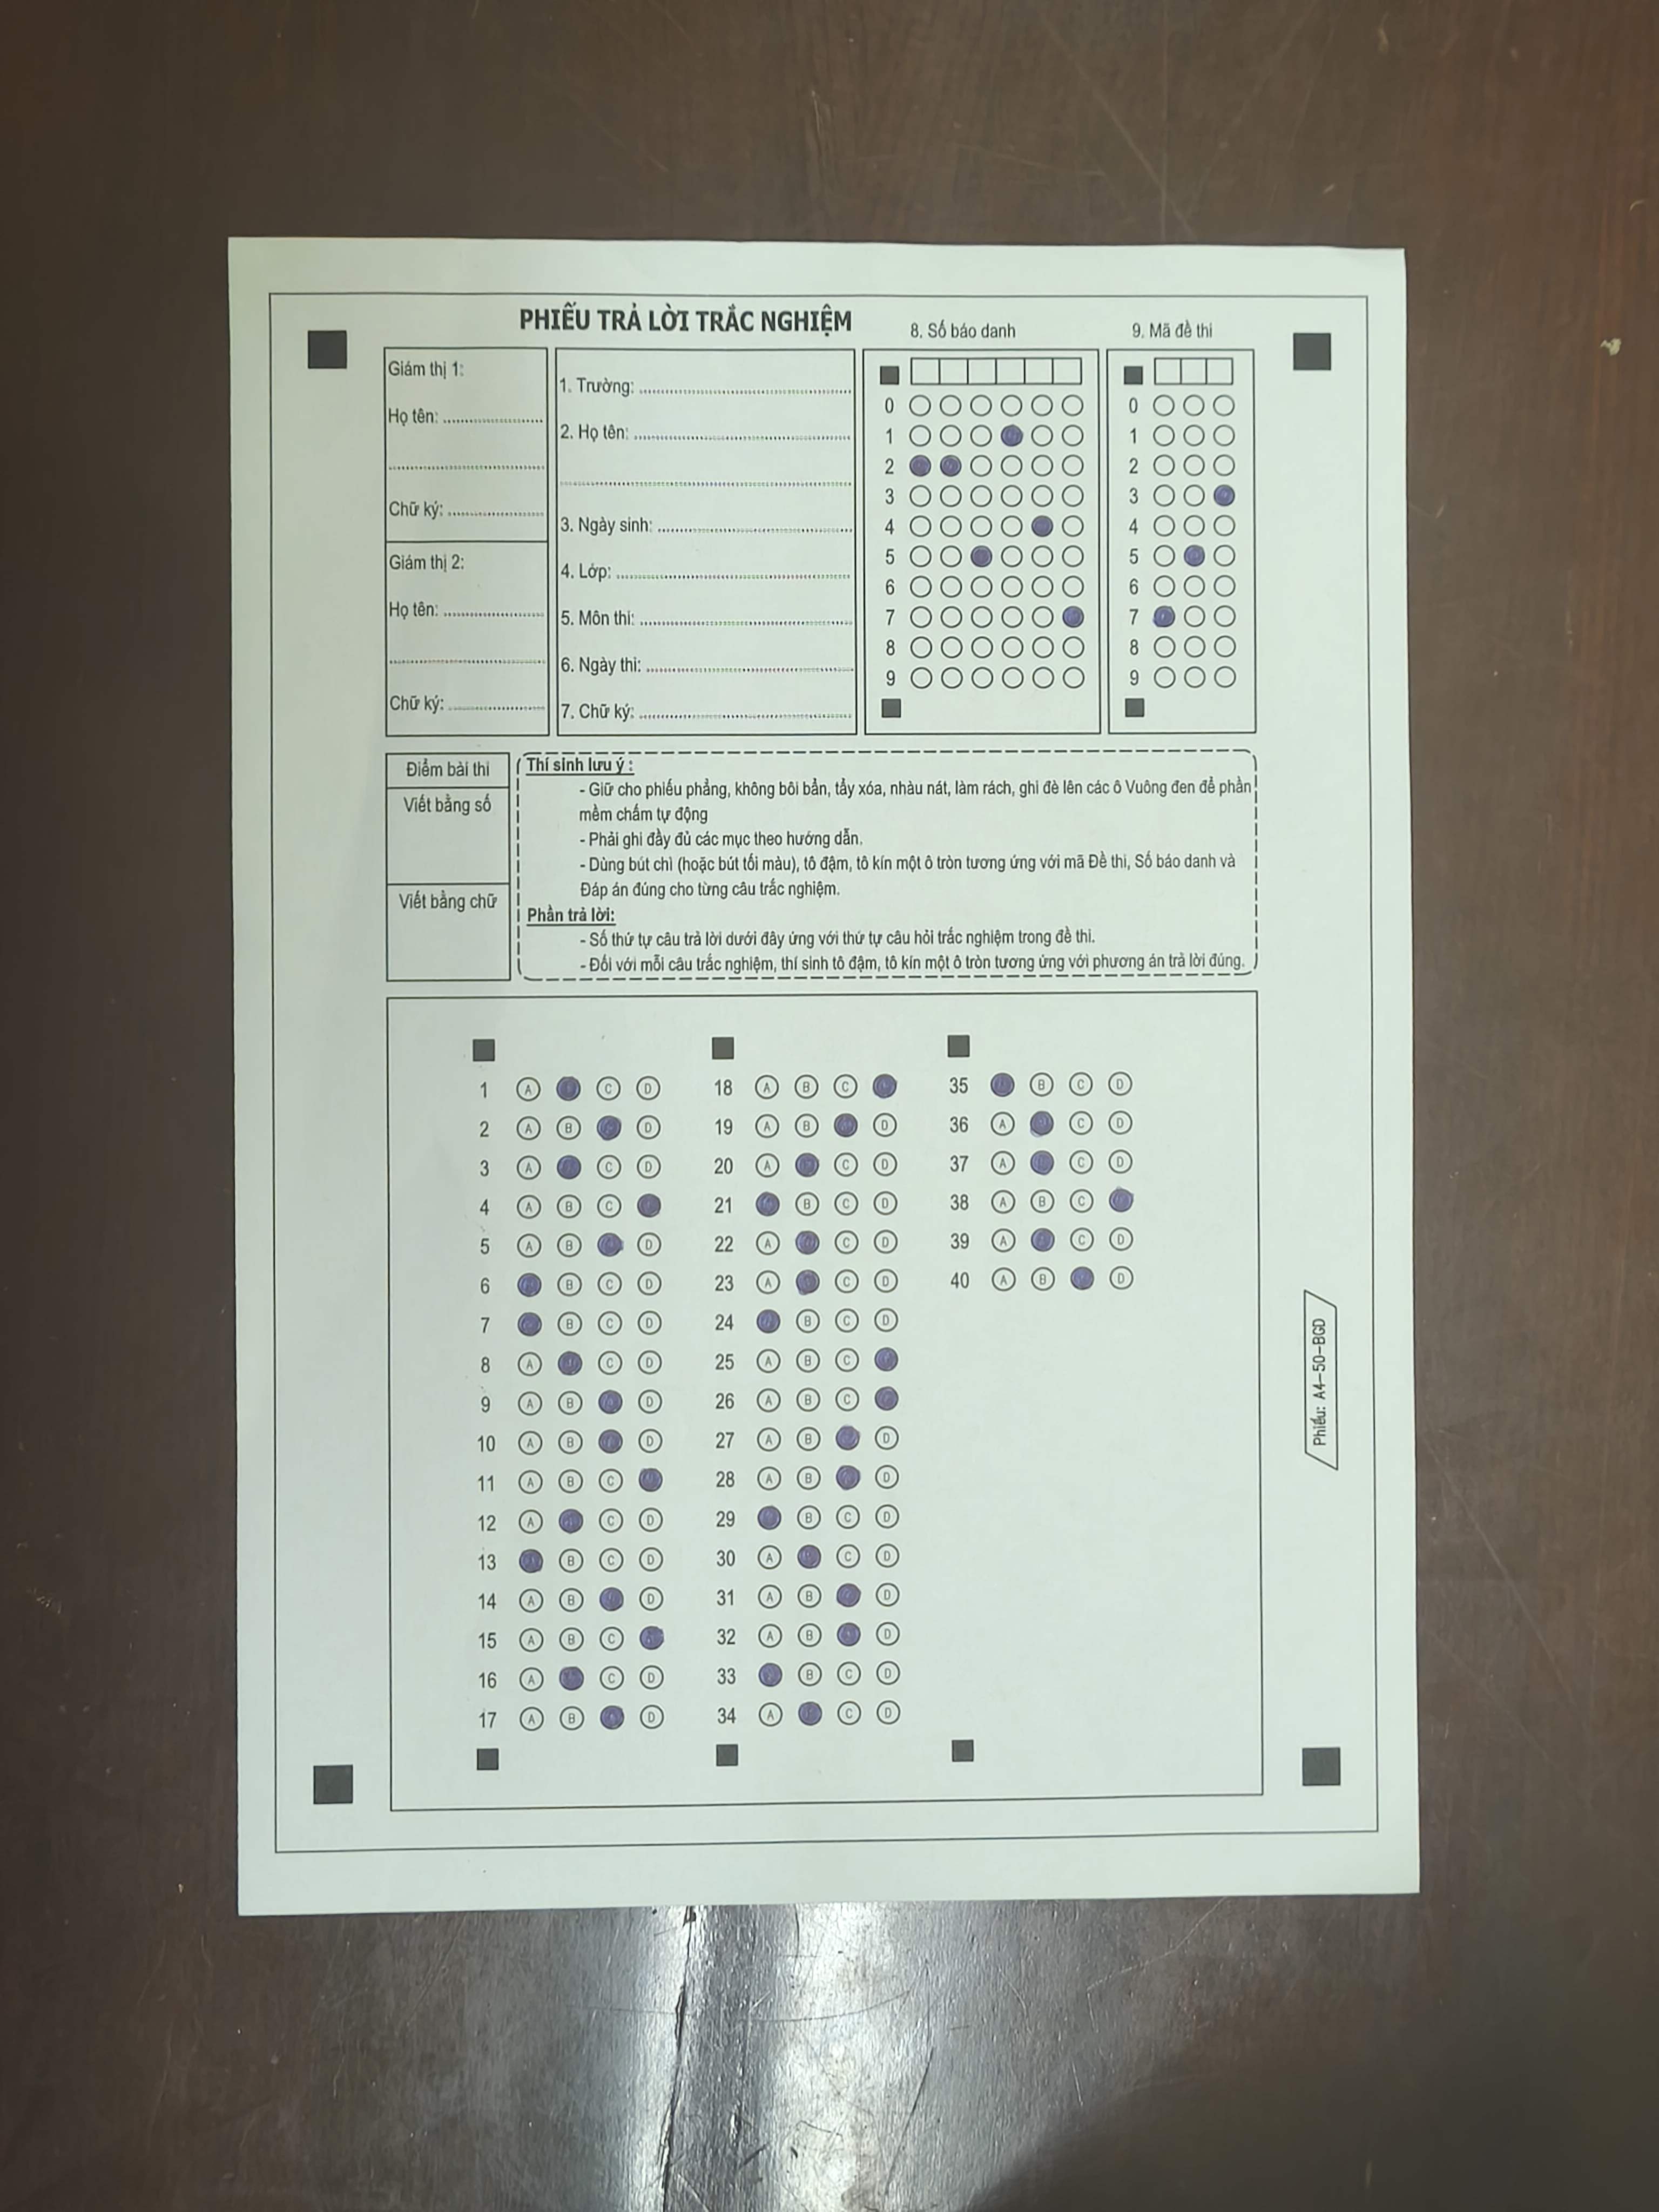 PHIẾU TRẢ LỜI TRẮC NGHIỆM
Giám thị 1:
Họ tên:
Chữ ký:
Giám thị 2:
Họ tên:
Chữ ký:
1. Trường:
2. Họ tên:
3. Ngày sinh:
4. Lớp:
5. Môn thi:
6. Ngày thi:
7. Chữ ký:
8. Số báo danh
0
1
2
3
4
5
6
7
8
9
9. Mã đề thi
0
1
2
3
4
5
6
7
8
9
Điểm bài thi
Viết bằng số
Viết bằng chữ
Thí sinh lưu ý :
- Giữ cho phiếu phẳng, không bôi bẩn, tẩy xóa, nhàu nát, làm rách, ghi đè lên các ô Vuông đen để phần
mềm chấm tự động
- Phải ghi đầy đủ các mục theo hướng dẫn.
- Dùng bút chì (hoặc bút tối màu), tô đậm, tô kín một ô tròn tương ứng với mã Đề thi, Số báo danh và
Đáp án đúng cho từng câu trắc nghiệm.
Phần trả lời:
- Số thứ tự câu trả lời dưới đây ứng với thứ tự câu hỏi trắc nghiệm trong đề thi.
- Đối với mỗi câu trắc nghiệm, thí sinh tô đậm, tô kín một ô tròn tương ứng với phương án trả lời đúng.
1 A C D
2 A B D
3 A C D
4 A B C
5 A B D
6 B C D
7 B C D
8 A C D
9 A B D
10 A B D
11 A B C
12 A C D
13 B C D
14 A B D
15 A B C
16 A C D
17 A B D
18 A B C
19 A B D
20 A C D
21 B C D
22 A C D
23 A C D
24 B C D
25 A B C
26 A B C
27 A B D
28 A B D
29 B C D
30 A C D
31 A B D
32 A B D
33 B C D
34 A C D
35 B C D
36 A C D
37 A C D
38 A B C
39 A C D
40 A B D
Phiếu: A4-50-BGD